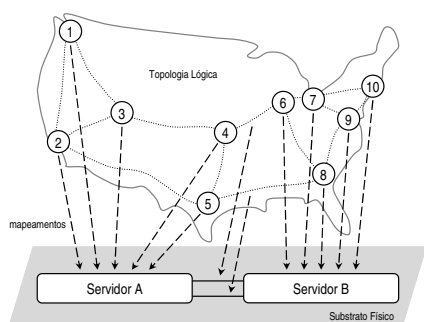 1
Topologia Lógica
10
6
7
3
9
4
2
8
5
mapeamentos
Servidor A
Servidor B
Substrato Físico